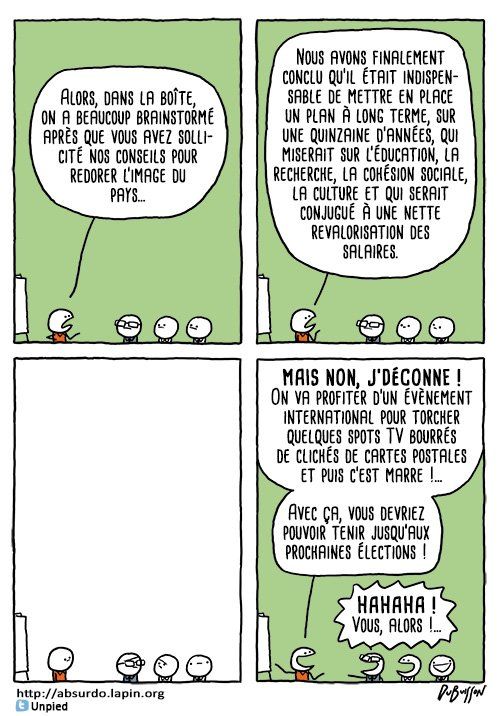 ALORS, DANS LA BOÎTE,
ON A BEAUCOUP BRAINSTORMÉ
APRÈS QUE VOUS AVEZ SOLLI-
CITÉ NOS CONSEILS POUR
REDORER L'IMAGE DU
PAYS...
NOUS AVONS FINALEMENT
CONCLU QU'IL ÉTAIT INDISPEN-
SABLE DE METTRE EN PLACE
UN PLAN À LONG TERME, SUR
UNE QUINZAINE D'ANNÉES, QUI
MISERAIT SUR L'ÉDUCATION, LA
RECHERCHE, LA COHÉSION SOCIALE,
LA CULTURE ET QUI SERAIT
CONJUGUÉ À UNE NETTE
REVALORISATION DES
SALAIRES.
MAIS NON, J'DÉCONNE !
ON VA PROFITER D'UN ÉVÈNEMENT
INTERNATIONAL POUR TORCHER
QUELQUES SPOTS TV BOURRÉS
DE CLICHÉS DE CARTES POSTALES
ET PUIS C'EST MARRE !...
AVEC ÇA, VOUS DEVRIEZ
POUVOIR TENIR JUSQU'AUX
PROCHAINES ÉLECTIONS !
HAHAHA !
VOUS, ALORS !...
http://absurdo.lapin.org
t Unpied
DUBUISSON